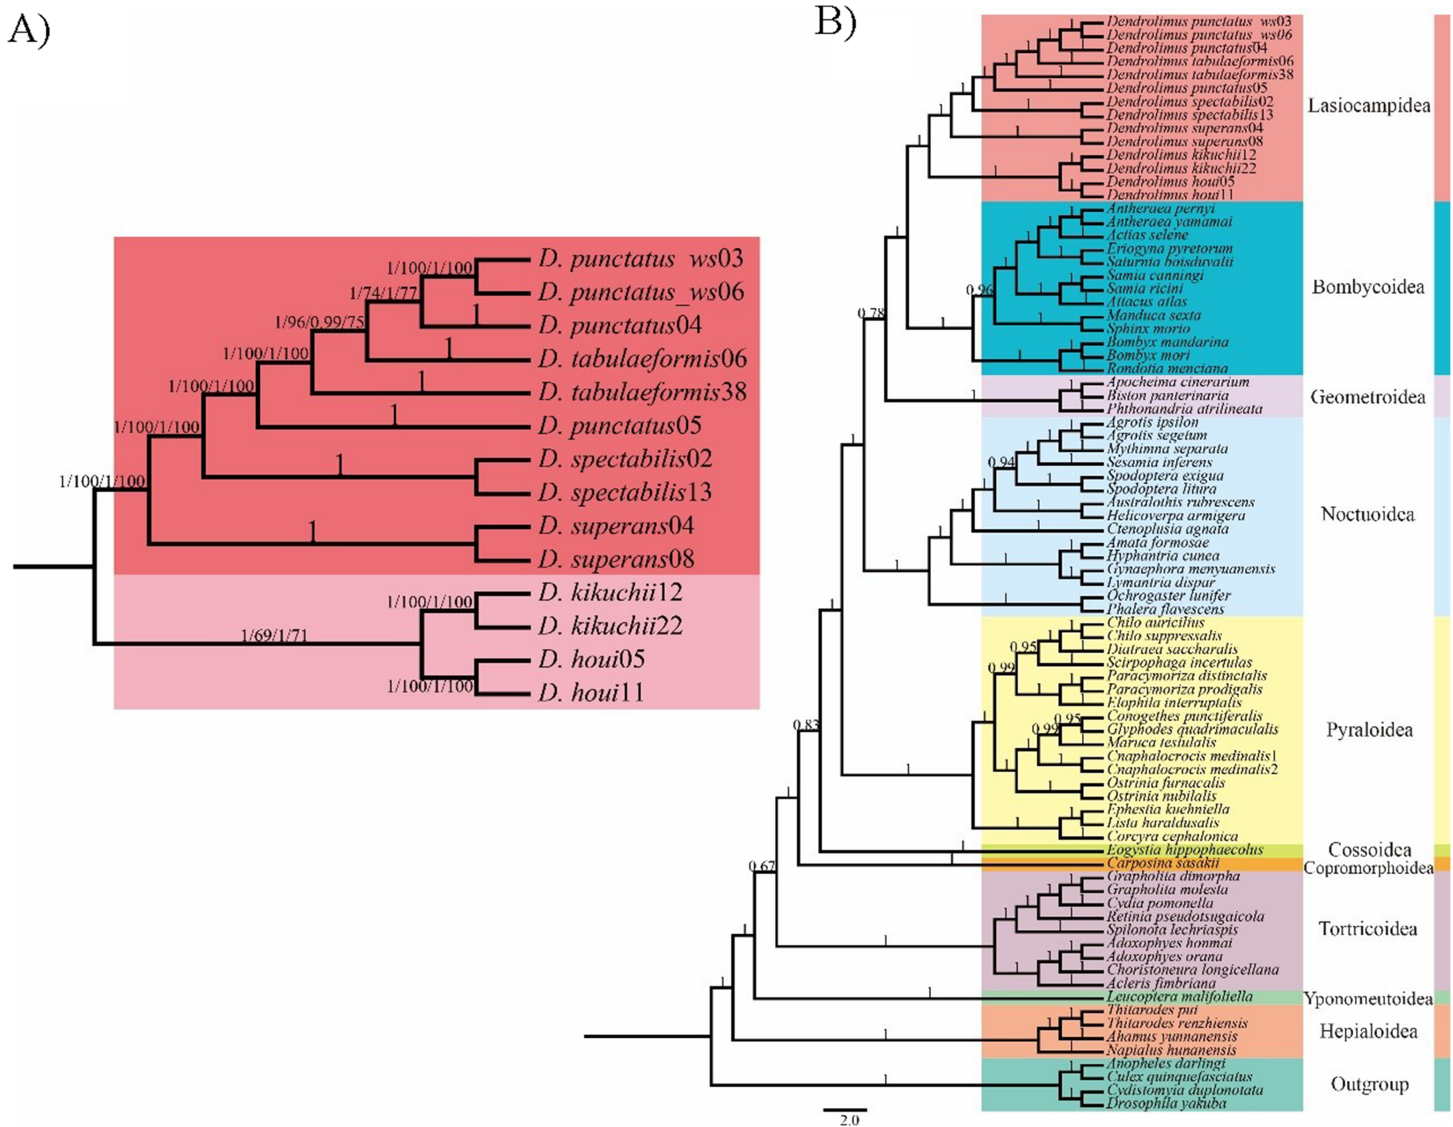 A)
1/100/1/100
1/74/1/77
1/96/0.99/75
1/100/1/100
1/100/1/100
1/100/1/100
1/100/1/100
1/69/1/71
1/100/1/100
1/100/1/100
1
1
1
1
1
1
D. punctatus ws03
D. punctatus_ws06
D. punctatus04
D. tabulaeformis06
D. tabulaeformis38
D. punctatus05
D. spectabilis02
D. spectabilis13
D. superans04
D. superans08
D. kikuchii12
D. kikuchii22
D. houi05
D. houi11
B)
Dendrolimus punctatus ws03
Dendrolimus punctatus ws06
Dendrolimus punctatus04
Dendrolimus tabulaeformis06
Dendrolimus tabulaeformis38
Dendrolimus punctatus05
Dendrolimus spectabilis02
Dendrolimus spectabilis13
Dendrolimus superans04
Dendrolimus superans08
Dendrolimus kikuchii12
Dendrolimus kikuchii22
Dendrolimus houi05
Dendrolimus houi11
Lasiocampidea
Antheraea pernyi
Antheraea yamamai
Actias selene
Eriogyna pyretorum
Saturnia boisduvalii
Samia canningi
Samia ricini
Attacus atlas
Manduca sexta
Sphinx morio
Bombyx mandarina
Bombyx mori
Rondotia menciana
Bombycoidea
0.96
0.78
Apocheima cinerarium
Biston panterinaria
Phthonandria atrilineata
Geometroidea
Agrotis ipsilon
Agrotis segetum
Mythimna separata
Sesamia inferens
Spodoptera exigua
Spodoptera litura
Australothis rubrescens
Helicoverpa armigera
Ctenoplusia agnata
Amata formosae
Hyphantria cunea
Gynaephora menyuanensis
Lymantria dispar
Ochrogaster lunifer
Phalera flavescens
Noctuoidea
0.94
Chilo auricilius
Chilo suppressalis
Diatraea saccharalis
Scirpophaga incertulas
Paracymoriza distinctalis
Paracymoriza prodigalis
Elophila interruptalis
Conogethes punctiferalis
Glyphodes quadrimaculalis
Maruca testulalis
Cnaphalocrocis medinalis1
Cnaphalocrocis medinalis2
Ostrinia furnacalis
Ostrinia nubilalis
Ephestia kuehniella
Lista haraldusalis
Corcyra cephalonica
Pyraloidea
0.95
0.99
0.95
0.99
0.83
Eogystia hippophaecolus
Cossoidea
Carposina sasakii
Copromorphoidea
0.67
Grapholita dimorpha
Grapholita molesta
Cydia pomonella
Retinia pseudotsugaicola
Spilonota lechriaspis
Adoxophyes honmai
Adoxophyes orana
Choristoneura longicellana
Acleris fimbriana
Tortricoidea
Leucoptera malifoliella
Yponomeutoidea
Thitarodes pui
Thitarodes renzhiensis
Ahamus yunnanensis
Napialus hunanensis
Hepialoidea
Anopheles darlingi
Culex quinquefasciatus
Cydistomyia duplonotata
Drosophila yakuba
Outgroup
2.0